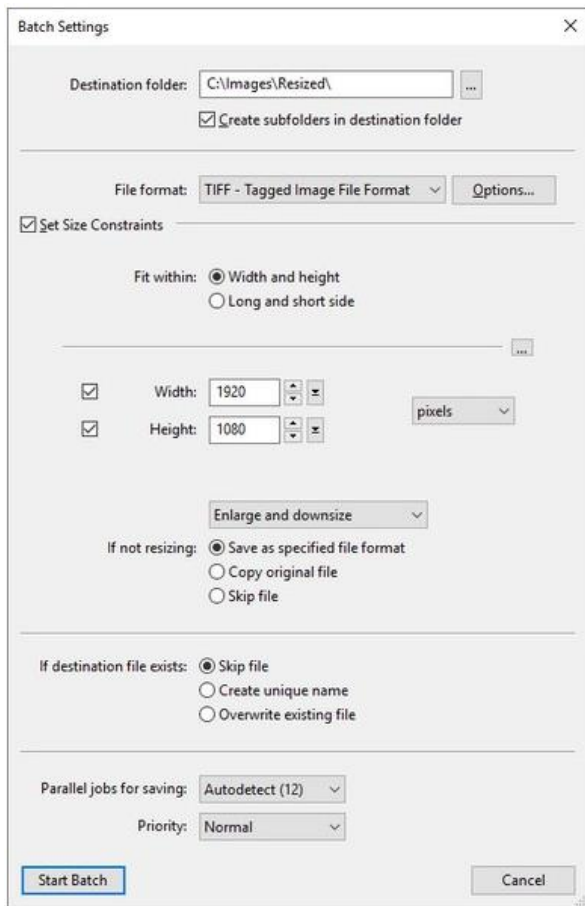 Batch Settings
Destination folder: C:\Images\Resized\ ...
Create subfolders in destination folder
File format: TIFF - Tagged Image File Format Options...
Set Size Constraints
Fit within: Width and height
Long and short side
...
Width: 1920
pixels
Height: 1080
Enlarge and downsize
If not resizing: Save as specified file format
Copy original file
Skip file
If destination file exists: Skip file
Create unique name
Overwrite existing file
Parallel jobs for saving: Autodetect (12)
Priority: Normal
Start Batch Cancel